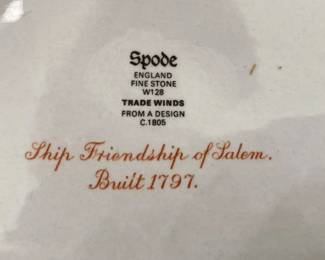 Spode
ENGLAND
FINE STONE
W128
TRADE WINDS
FROM A DESIGN
C.1805
Ship Friendship of Salem.
Built 1797.